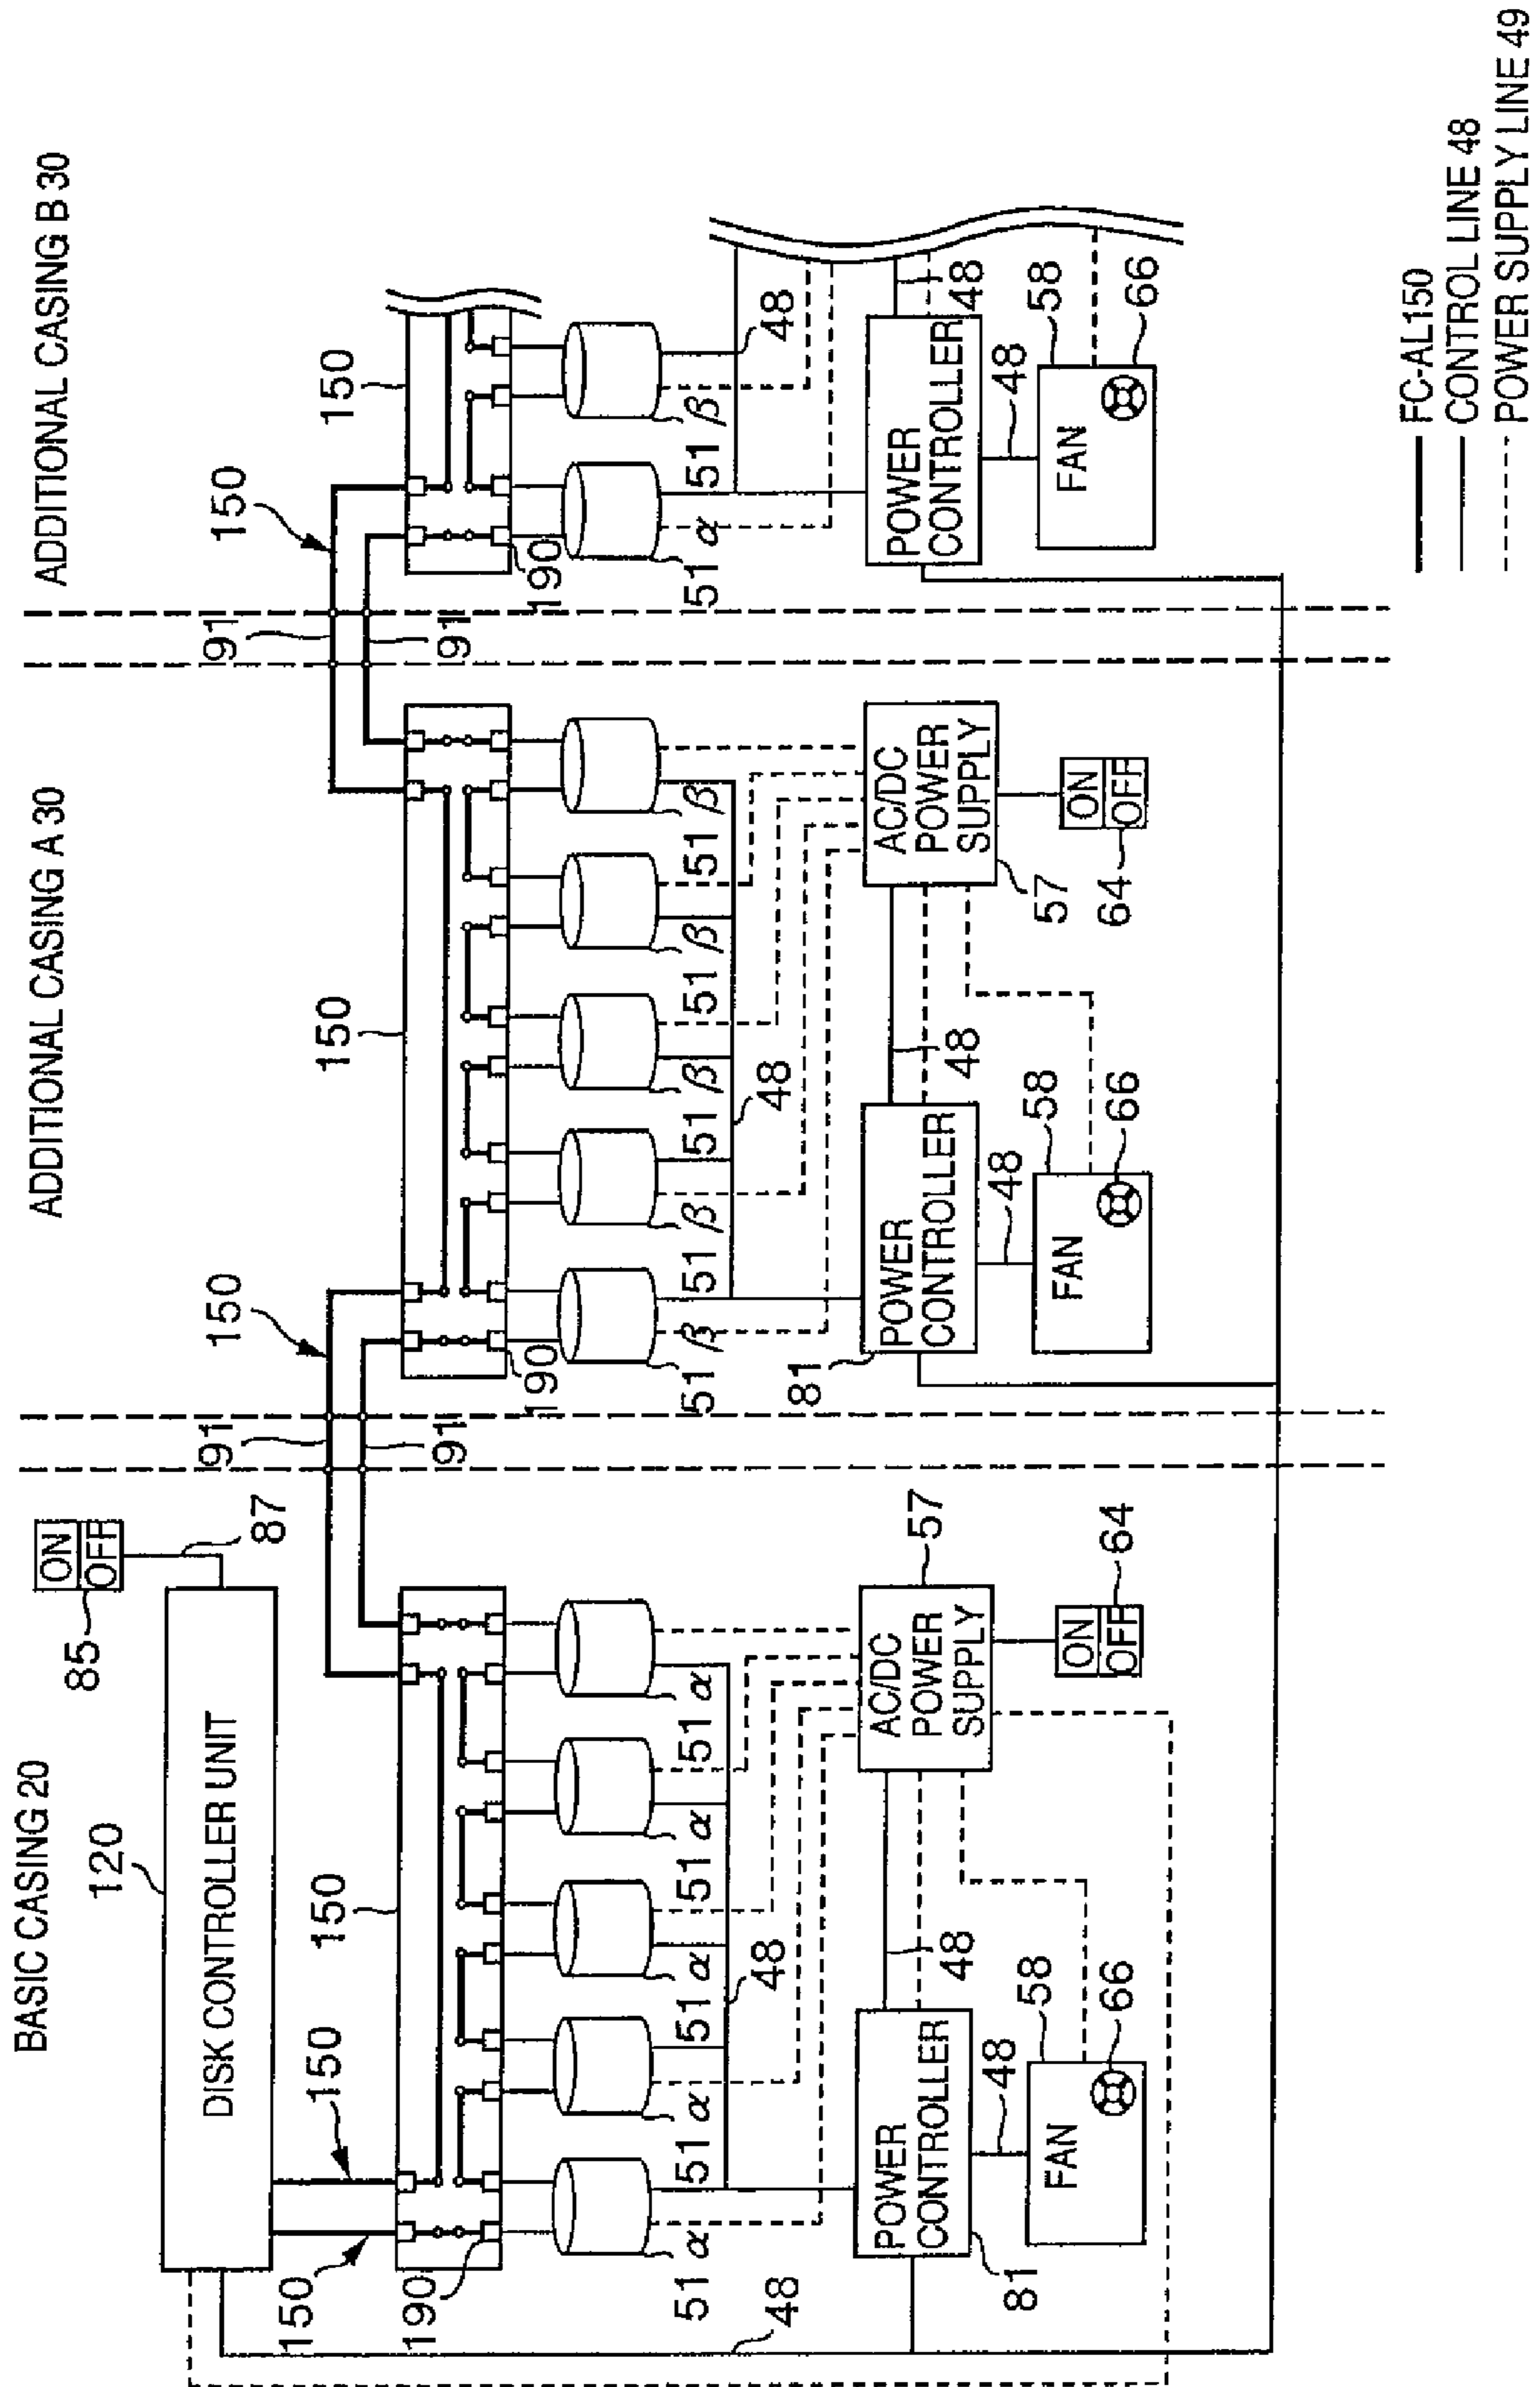 BASIC CASING 20
120
DISK CONTROLLER UNIT
85
ON
OFF
87
150
150
150
190
51 α
51 α
51 α
51 α
51 α
48
48
POWER
CONTROLLER
81
48
48
AC/DC
POWER
SUPPLY
57
ON
OFF
64
FAN
58
66
91
91
ADDITIONAL CASING A 30
150
150
190
51 β
51 β
51 β
51 β
51 β
48
POWER
CONTROLLER
81
48
48
AC/DC
POWER
SUPPLY
57
ON
OFF
64
FAN
58
66
91
91
ADDITIONAL CASING B 30
150
150
190
51 α
51 β
48
POWER
CONTROLLER
48
48
FAN
58
66
FC-AL150
CONTROL LINE 48
POWER SUPPLY LINE 49